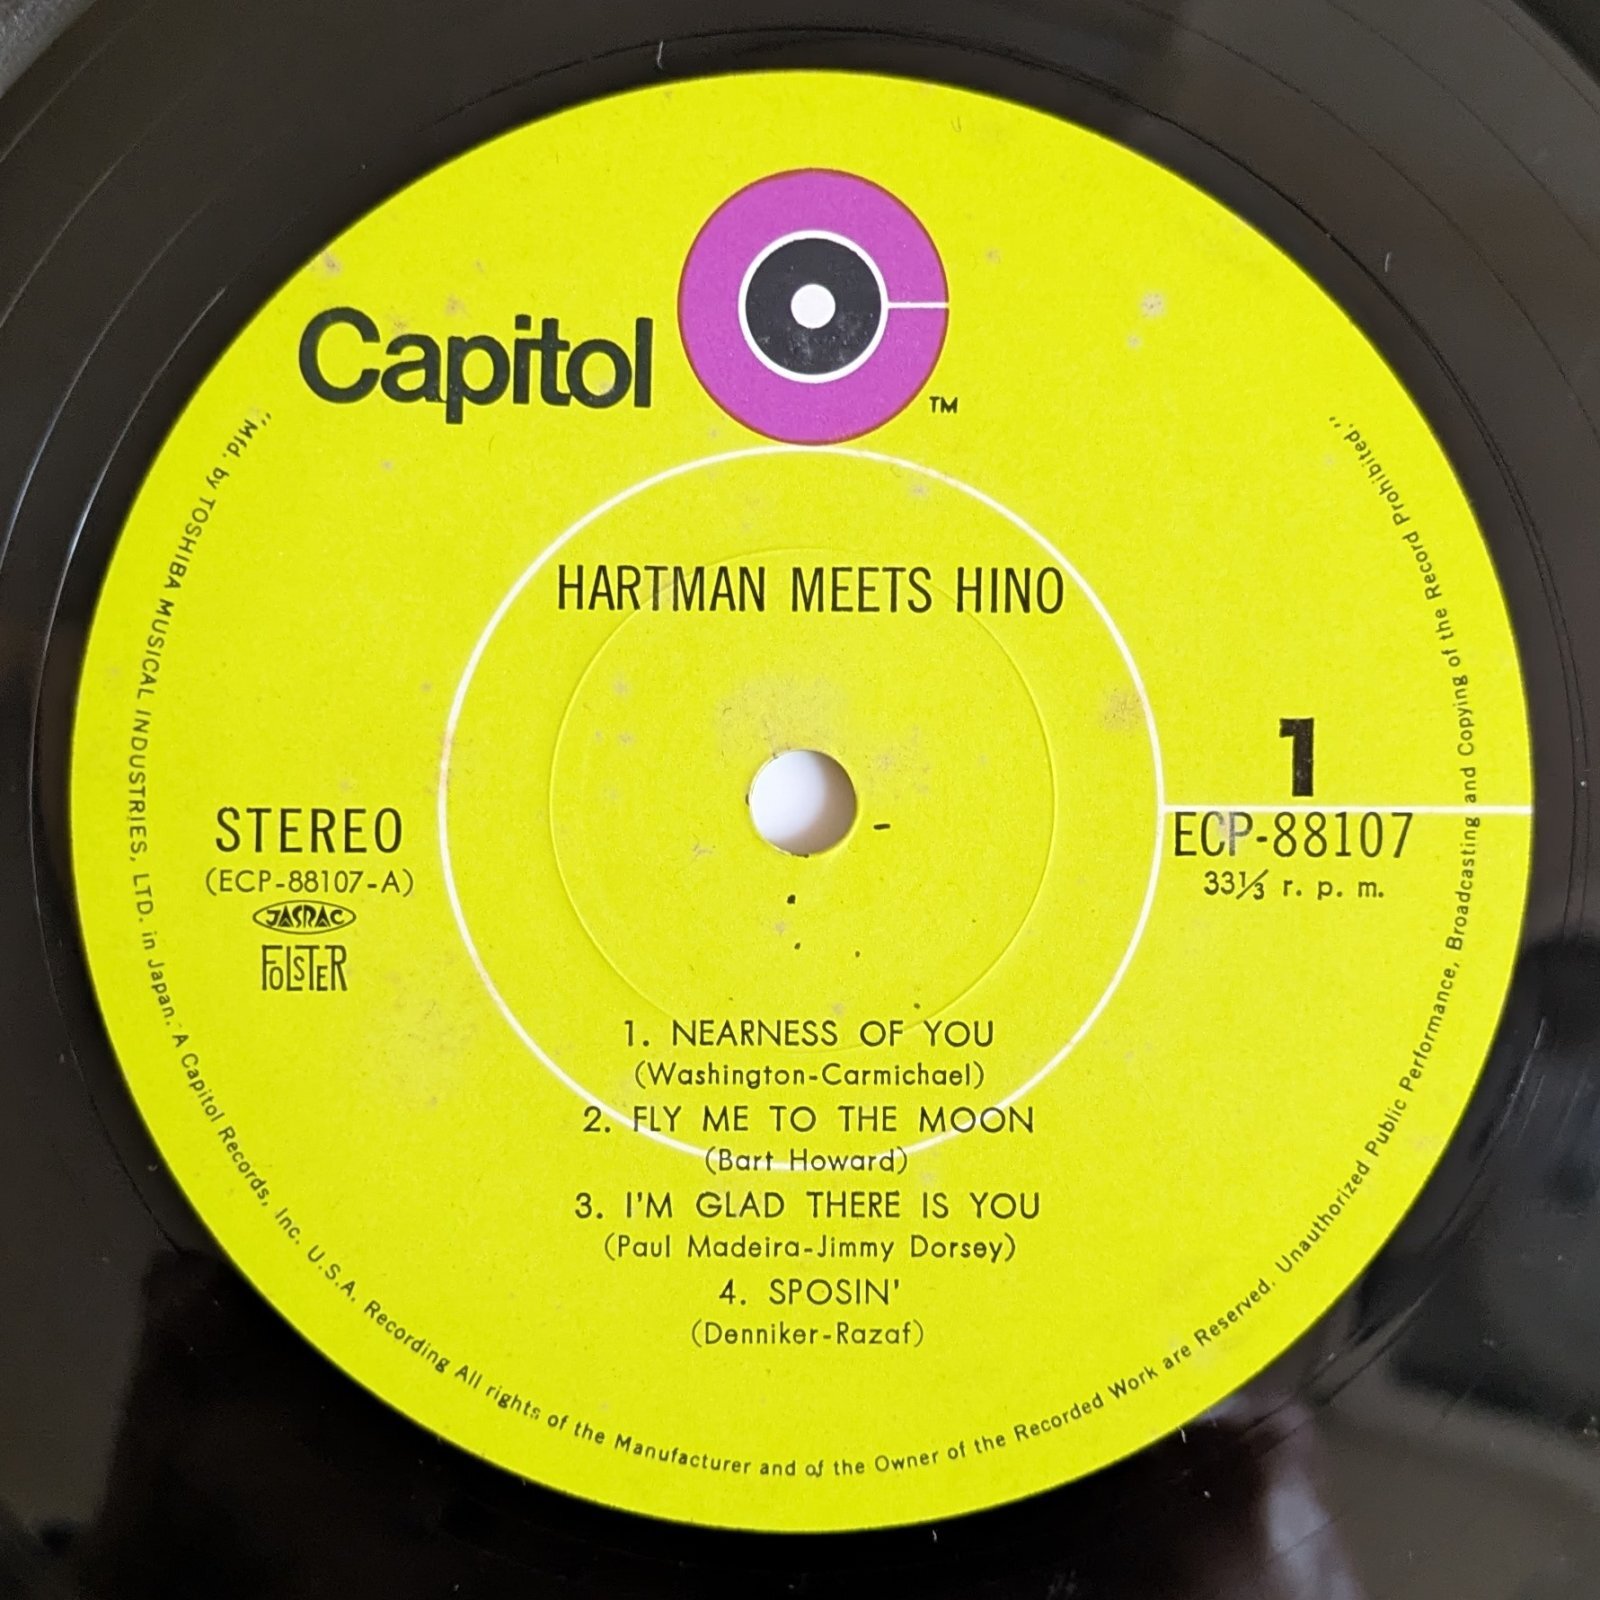 Capitol
TM
HARTMAN MEETS HINO
STEREO
(ECP-88107-A)
JASRAC
FOLSTER
1
ECP-88107
33⅓ r. p. m.
1. NEARNESS OF YOU
(Washington-Carmichael)
2. FLY ME TO THE MOON
(Bart Howard)
3. I'M GLAD THERE IS YOU
(Paul Madeira-Jimmy Dorsey)
4. SPOSIN'
(Denniker-Razaf)
"Mfd. by TOSHIBA MUSICAL INDUSTRIES, LTD. in Japan. A Capitol Records, Inc. U.S.A. Recording All rights of the Manufacturer and of the Owner of the Recorded Work are Reserved. Unauthorized Public Performance, Broadcasting and Copying of the Record Prohibited."